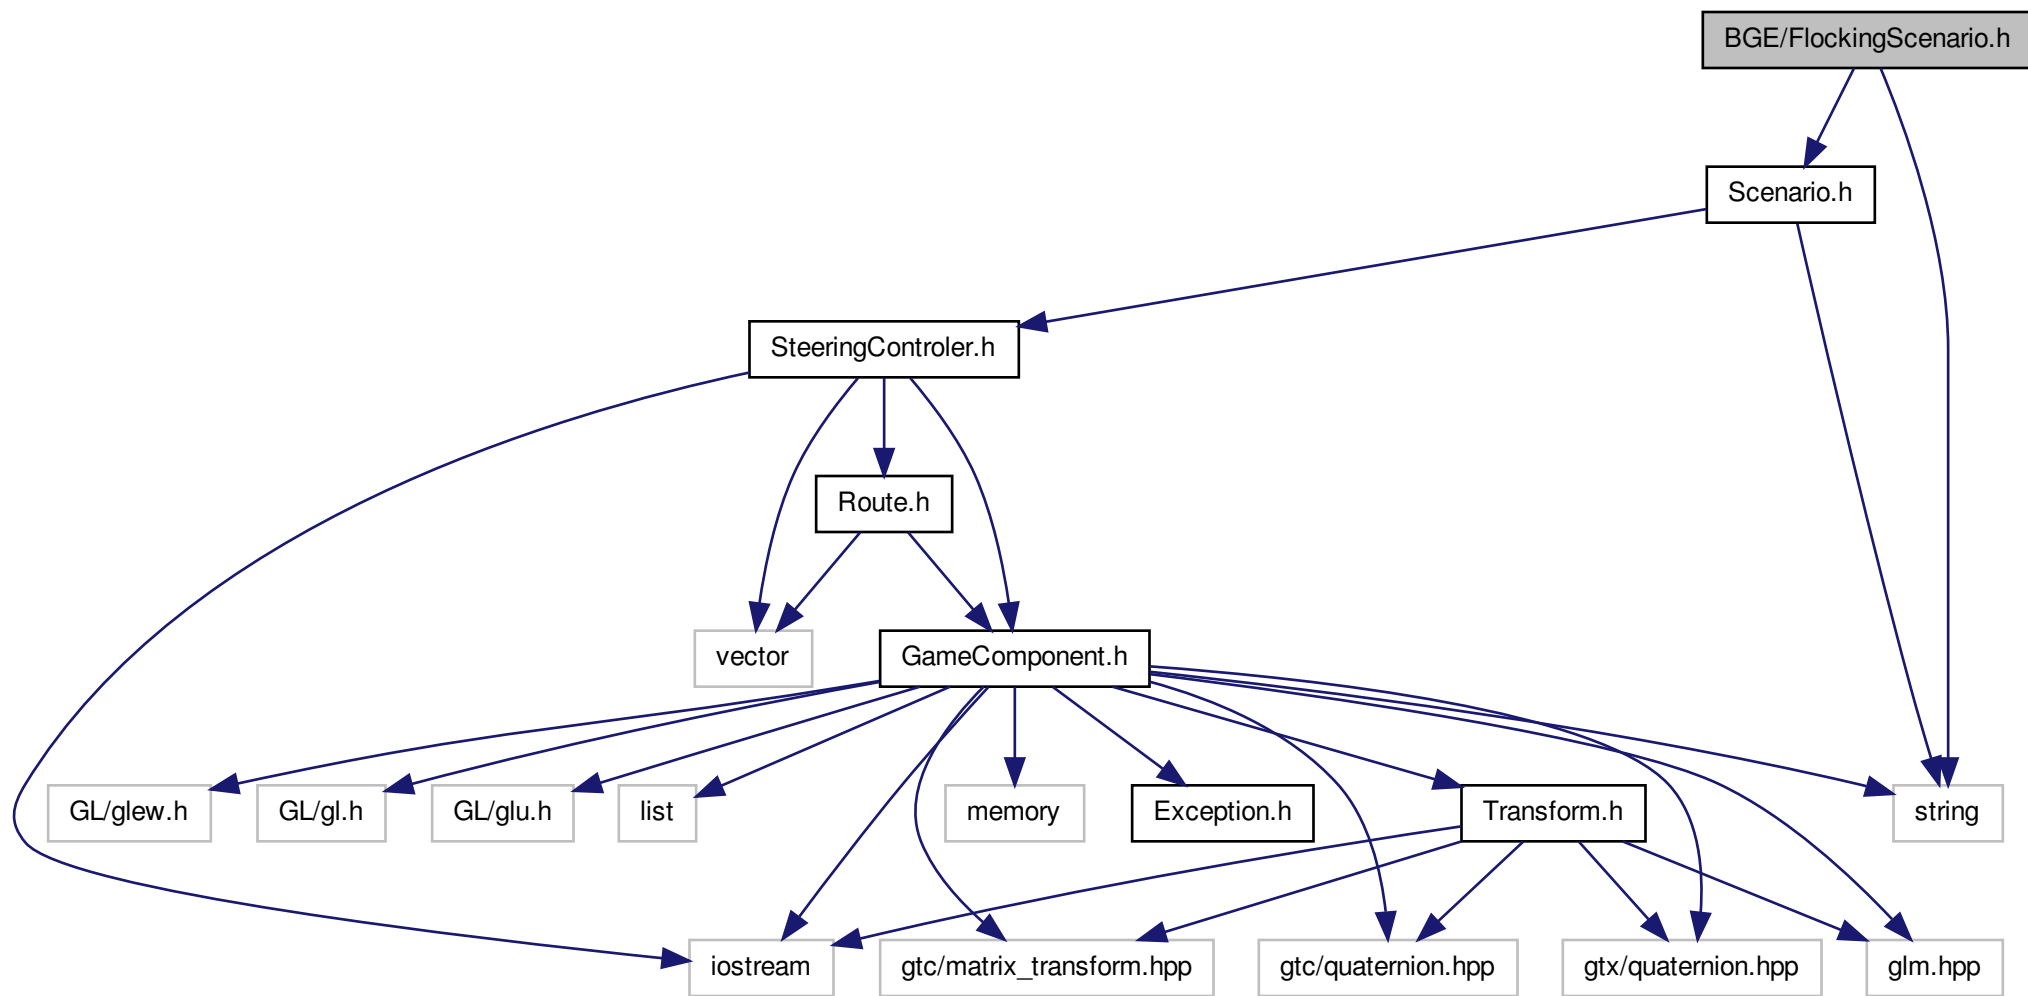 BGE/FlockingScenario.h
Scenario.h
SteeringControler.h
Route.h
vector
GameComponent.h
GL/glew.h
GL/gl.h
GL/glu.h
list
memory
Exception.h
Transform.h
string
iostream
gtc/matrix_transform.hpp
gtc/quaternion.hpp
gtx/quaternion.hpp
glm.hpp